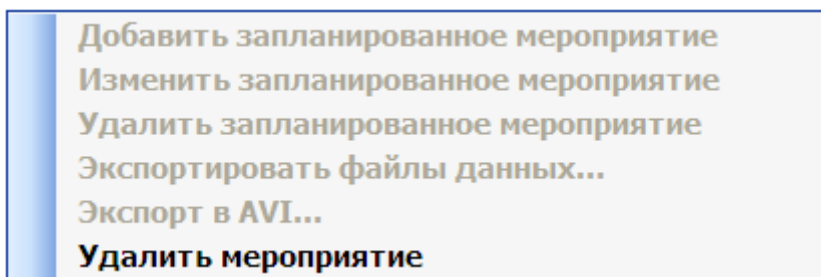 Добавить запланированное мероприятие
Изменить запланированное мероприятие
Удалить запланированное мероприятие
Экспортировать файлы данных...
Экспорт в AVI...
Удалить мероприятие